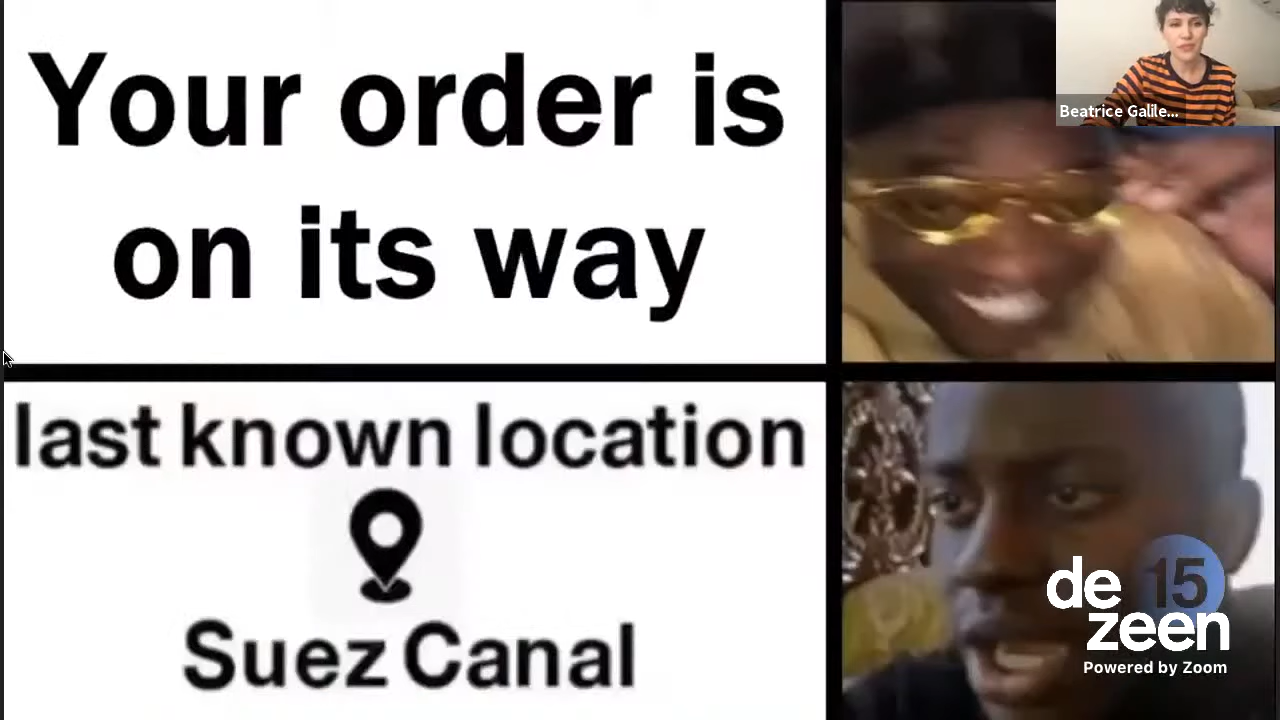 Your order is
on its way
last known location
Suez Canal
Beatrice Galile...
de 15
zeen
Powered by Zoom